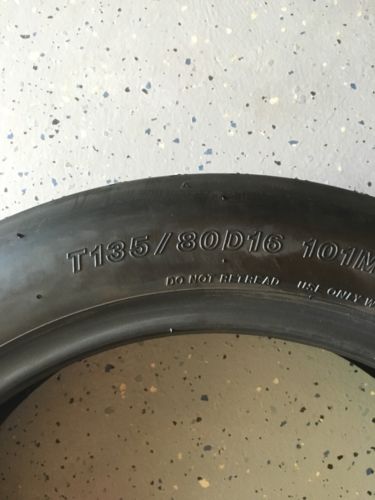 T135/80D16 101M
DO NOT RETREAD USE ONLY W